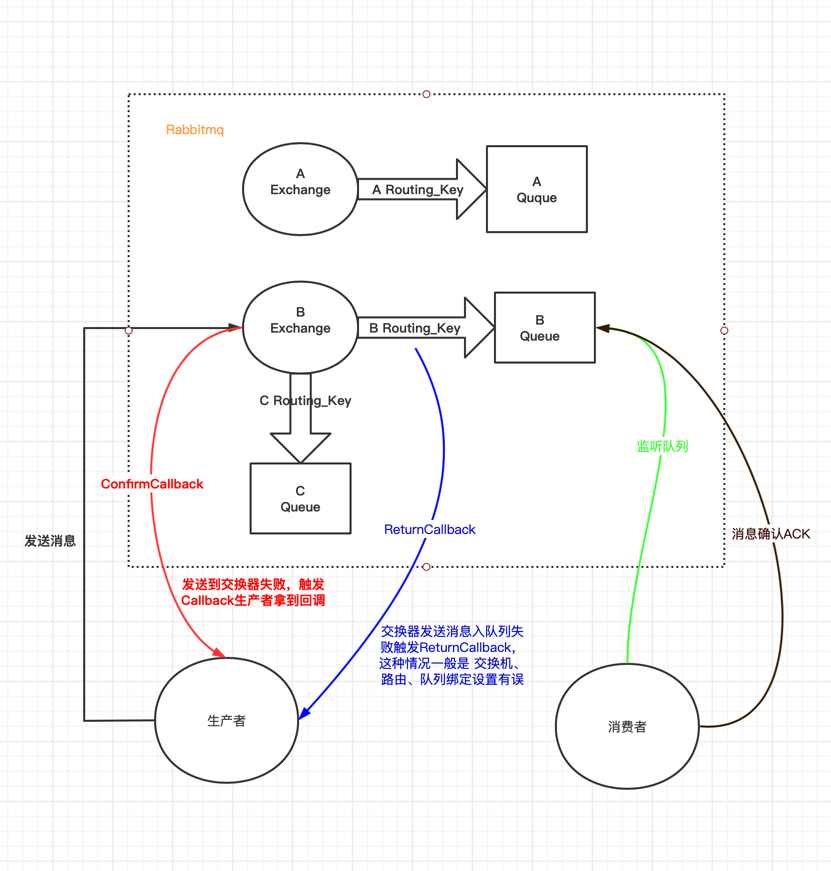 Rabbitmq
A
Exchange
A Routing_Key
A
Quque
B
Exchange
B Routing_Key
B
Queue
C Routing_Key
监听队列
ConfirmCallback
C
Queue
ReturnCallback
消息确认ACK
发送消息
发送到交换器失败，触发
Callback生产者拿到回调
交换器发送消息入队列失
败触发ReturnCallback，
这种情况一般是 交换机、
路由、队列绑定设置有误
生产者
消费者